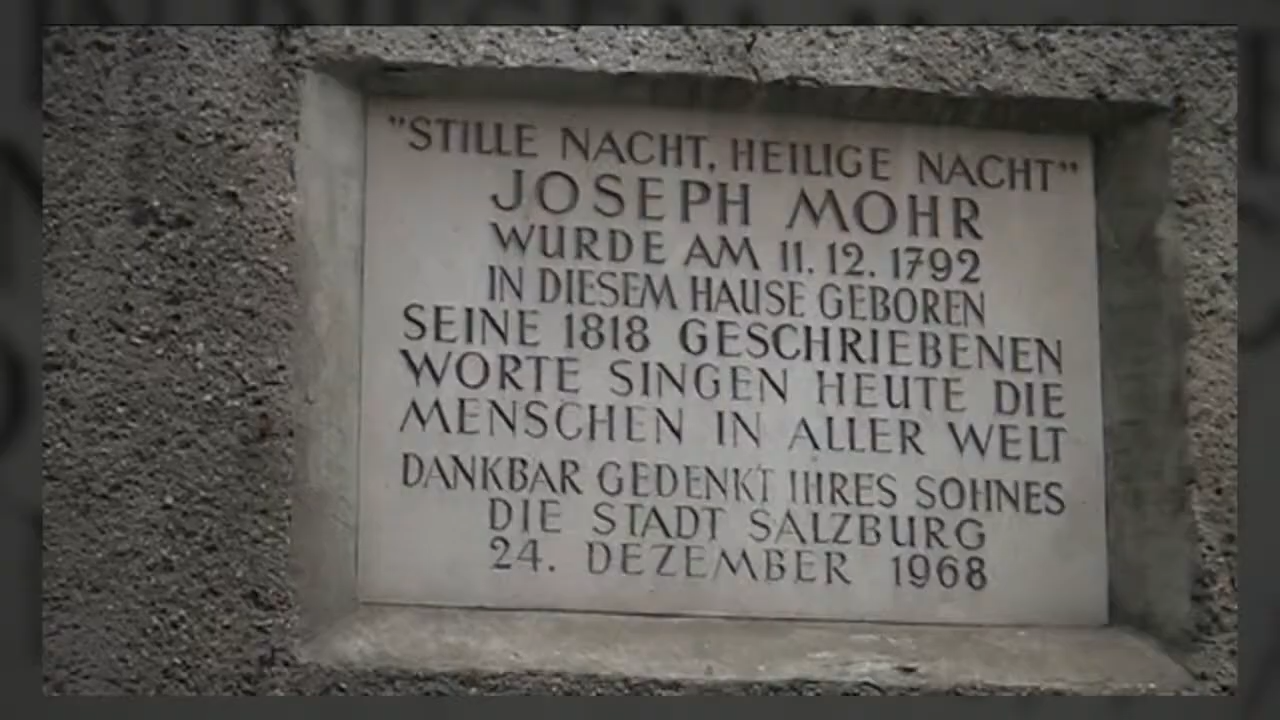 "STILLE NACHT, HEILIGE NACHT"
JOSEPH MOHR
WURDE AM 11. 12. 1792
IN DIESEM HAUSE GEBOREN
SEINE 1818 GESCHRIEBENEN
WORTE SINGEN HEUTE DIE
MENSCHEN IN ALLER WELT
DANKBAR GEDENKT IHRES SOHNES
DIE STADT SALZBURG
24. DEZEMBER 1968